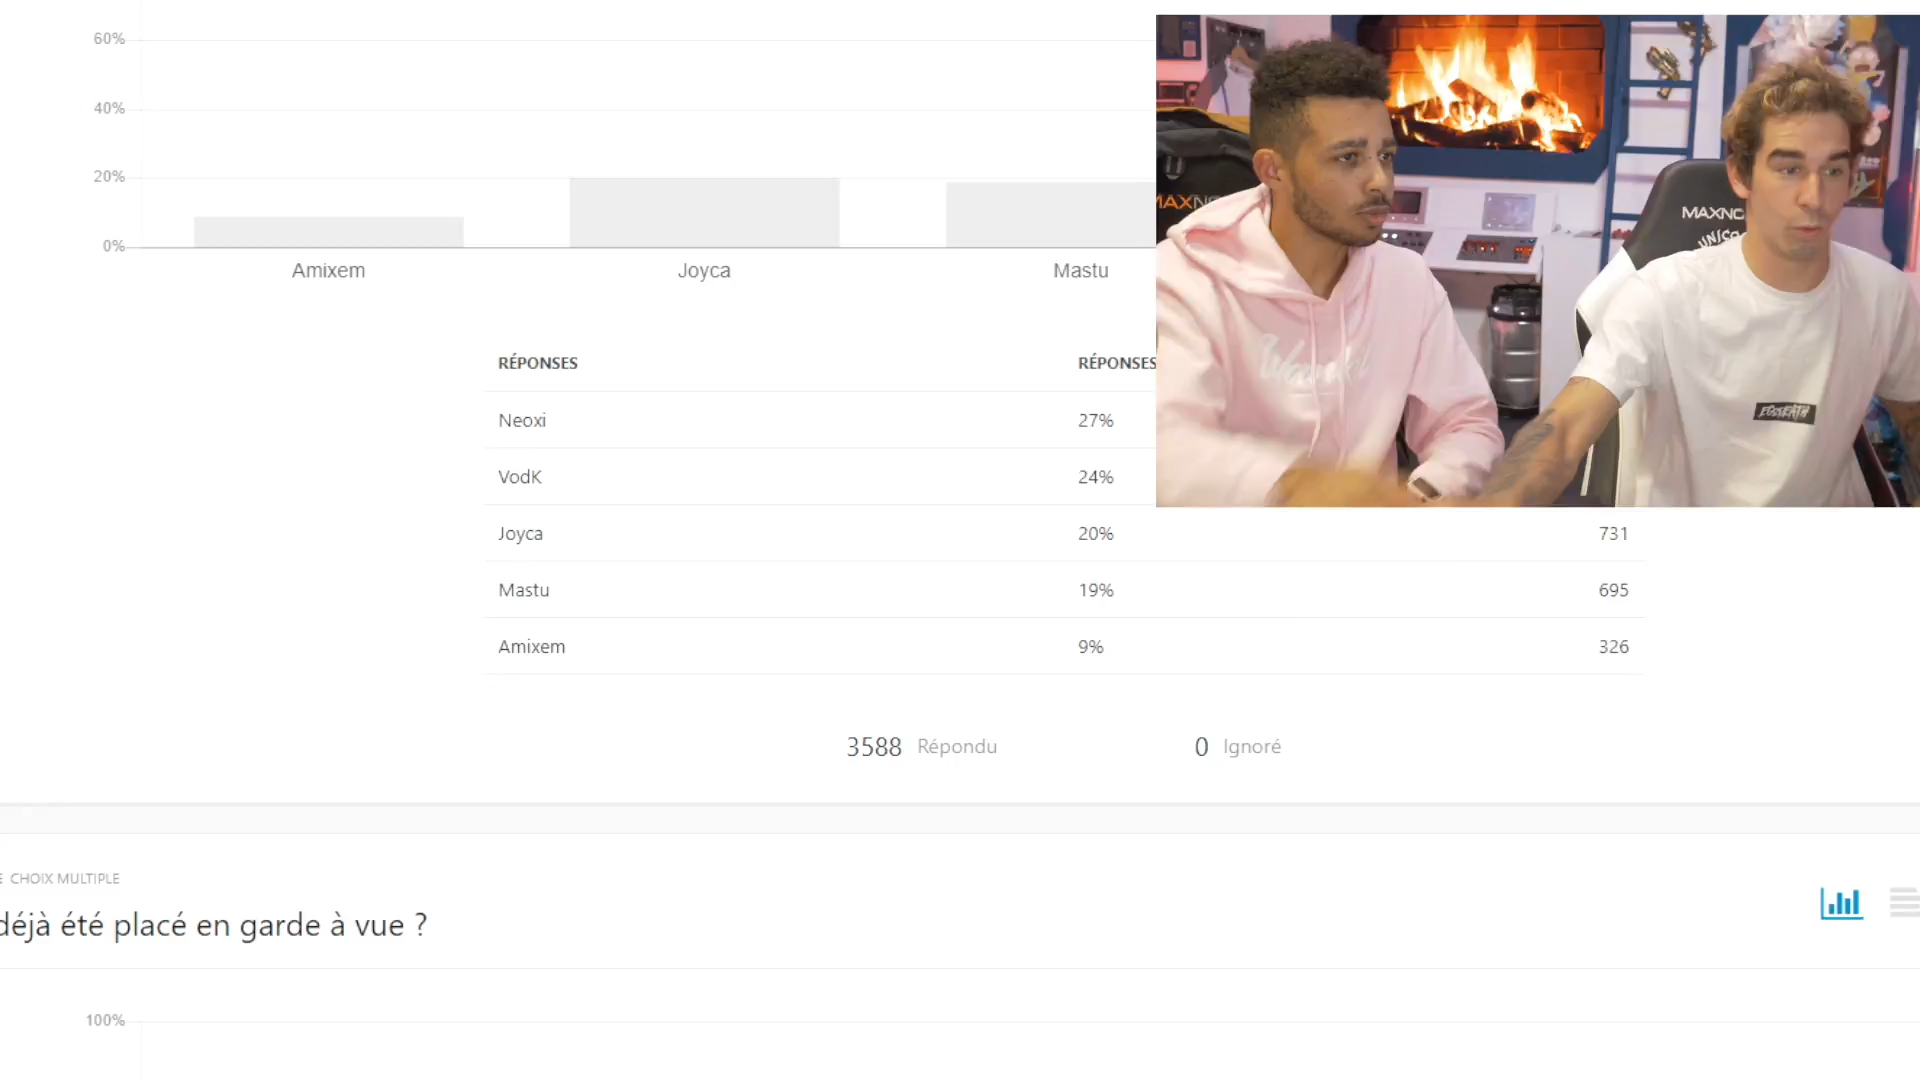 60%
40%
20%
0%
Amixem
Joyca
Mastu
RÉPONSES
RÉPONSES
Neoxi
27%
VodK
24%
Joyca
20%
731
Mastu
19%
695
Amixem
9%
326
3588 Répondu
0 Ignoré
CHOIX MULTIPLE
déjà été placé en garde à vue ?
100%
MAXNO